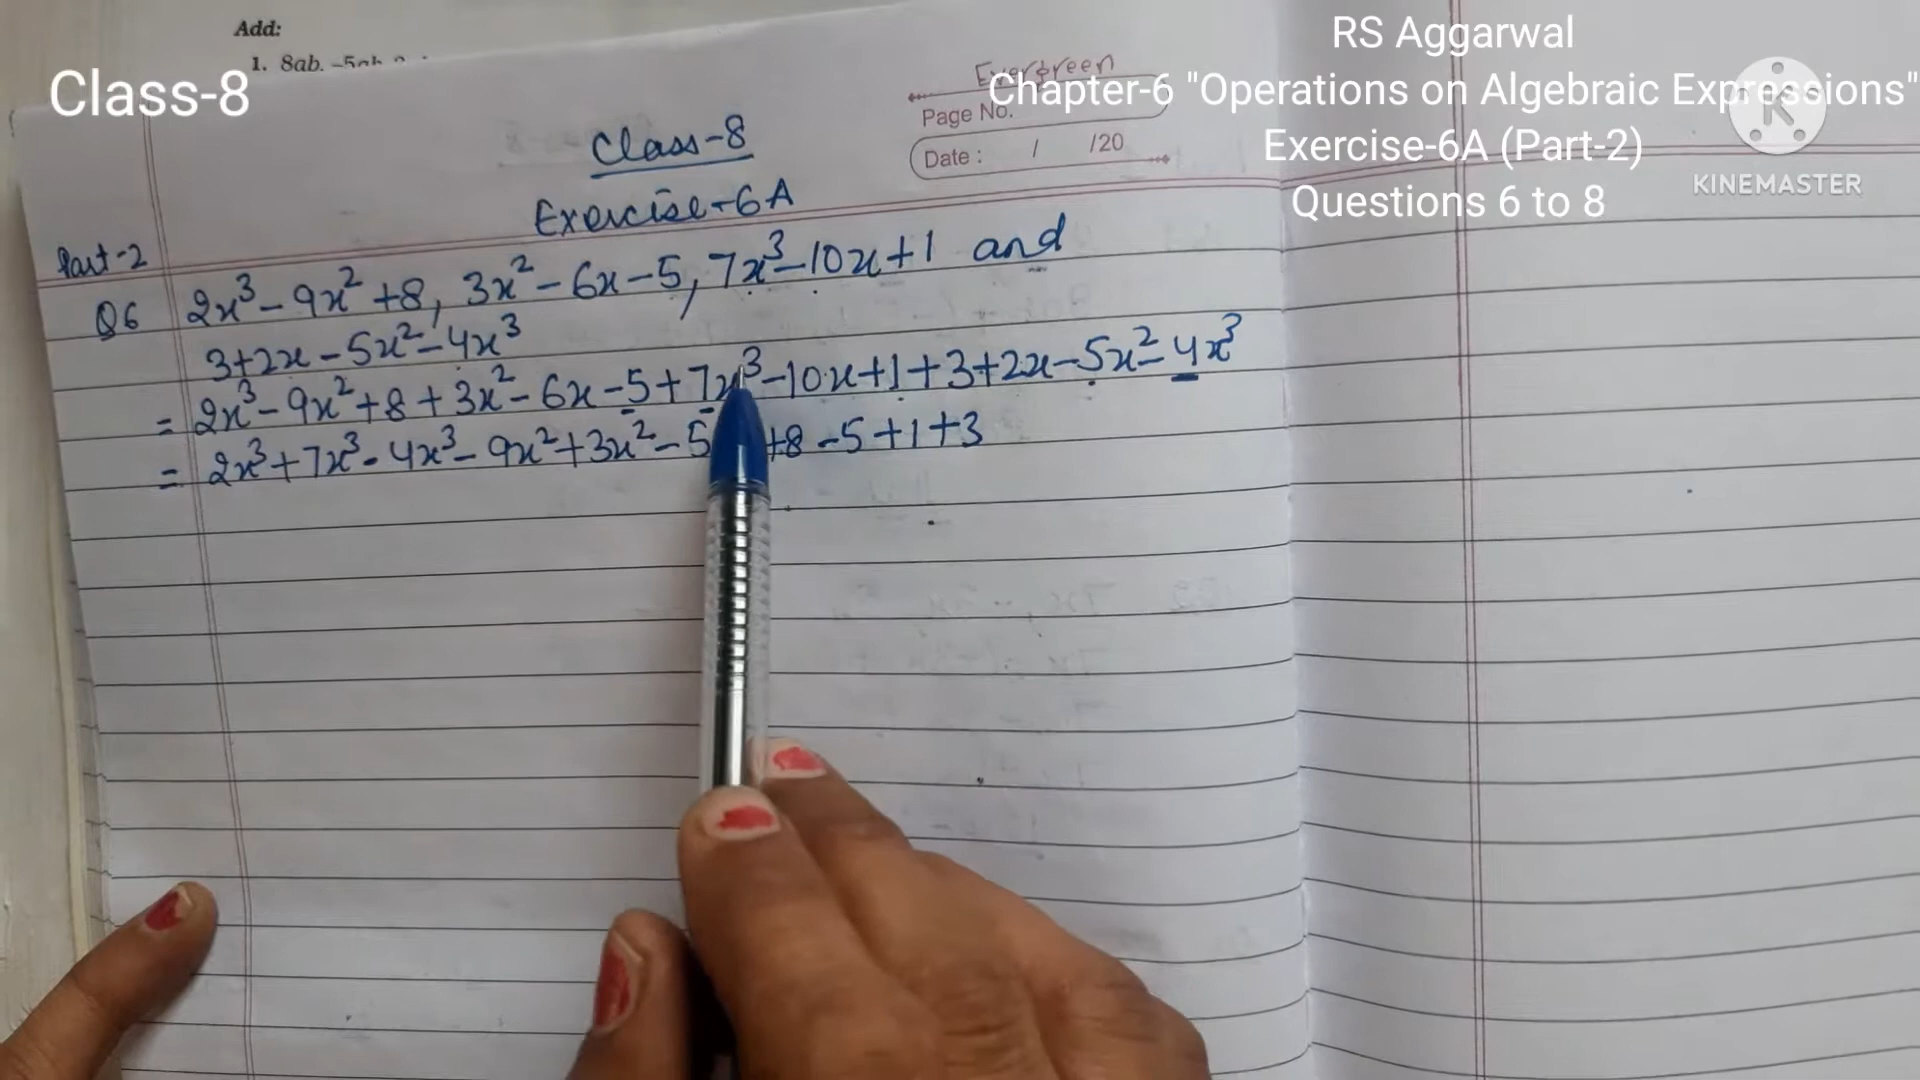 Add:
1. 8ab, -5ab,
Class-8
RS Aggarwal
Chapter-6 "Operations on Algebraic Expressions"
Exercise-6A (Part-2)
Questions 6 to 8
K
KINEMASTER
Evergreen
Page No.
Date : / /20
Class-8
Exercise-6A
Part-2
Q6 2x³-9x²+8, 3x²-6x-5, 7x³-10x+1 and
3+2x-5x²-4x³
= 2x³-9x²+8+3x²-6x-5+7x³-10x+1+3+2x-5x²-4x³
= 2x³+7x³-4x³-9x²+3x²-5 +8-5+1+3